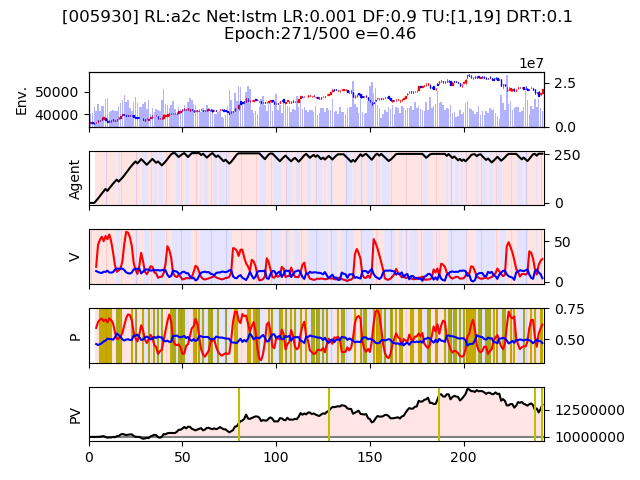 [005930] RL:a2c Net:lstm LR:0.001 DF:0.9 TU:[1,19] DRT:0.1
Epoch:271/500 e=0.46
1e7
Env.
50000
40000
2.5
0.0
Agent
250
0
V
50
0
P
0.75
0.50
PV
12500000
10000000
0
50
100
150
200